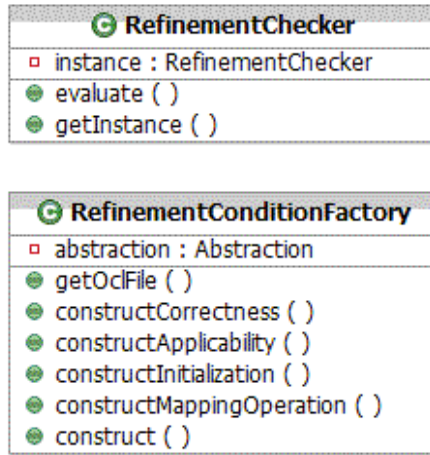 RefinementChecker
instance : RefinementChecker
evaluate ( )
getInstance ( )
RefinementConditionFactory
abstraction : Abstraction
getOclFile ( )
constructCorrectness ( )
constructApplicability ( )
constructInitialization ( )
constructMappingOperation ( )
construct ( )